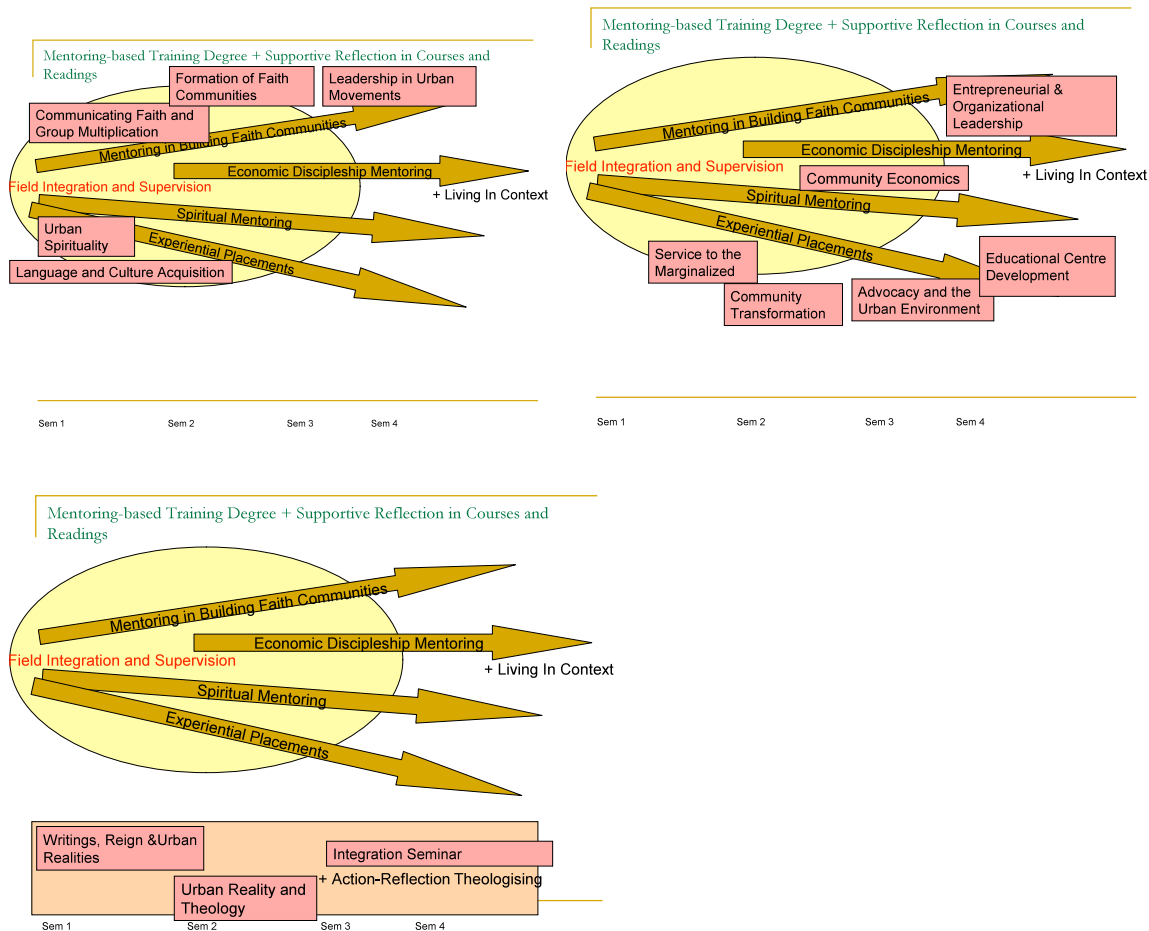 Mentoring-based Training Degree + Supportive Reflection in Courses and
Readings
Formation of Faith
Communities
Leadership in Urban
Movements
Communicating Faith and
Group Multiplication
Mentoring in Building Faith Communities
Economic Discipleship Mentoring
Field Integration and Supervision
+ Living In Context
Spiritual Mentoring
Urban
Spirituality
Experiential Placements
Language and Culture Acquisition
Sem 1
Sem 2
Sem 3
Sem 4
Mentoring-based Training Degree + Supportive Reflection in Courses and
Readings
Entrepreneurial &
Organizational
Leadership
Mentoring in Building Faith Communities
Economic Discipleship Mentoring
Field Integration and Supervision
+ Living In Context
Community Economics
Spiritual Mentoring
Experiential Placements
Service to the
Marginalized
Educational Centre
Development
Community
Transformation
Advocacy and the
Urban Environment
Sem 1
Sem 2
Sem 3
Sem 4
Mentoring-based Training Degree + Supportive Reflection in Courses and
Readings
Mentoring in Building Faith Communities
Economic Discipleship Mentoring
Field Integration and Supervision
+ Living In Context
Spiritual Mentoring
Experiential Placements
Writings, Reign &Urban
Realities
Integration Seminar
+ Action-Reflection Theologising
Urban Reality and
Theology
Sem 1
Sem 2
Sem 3
Sem 4